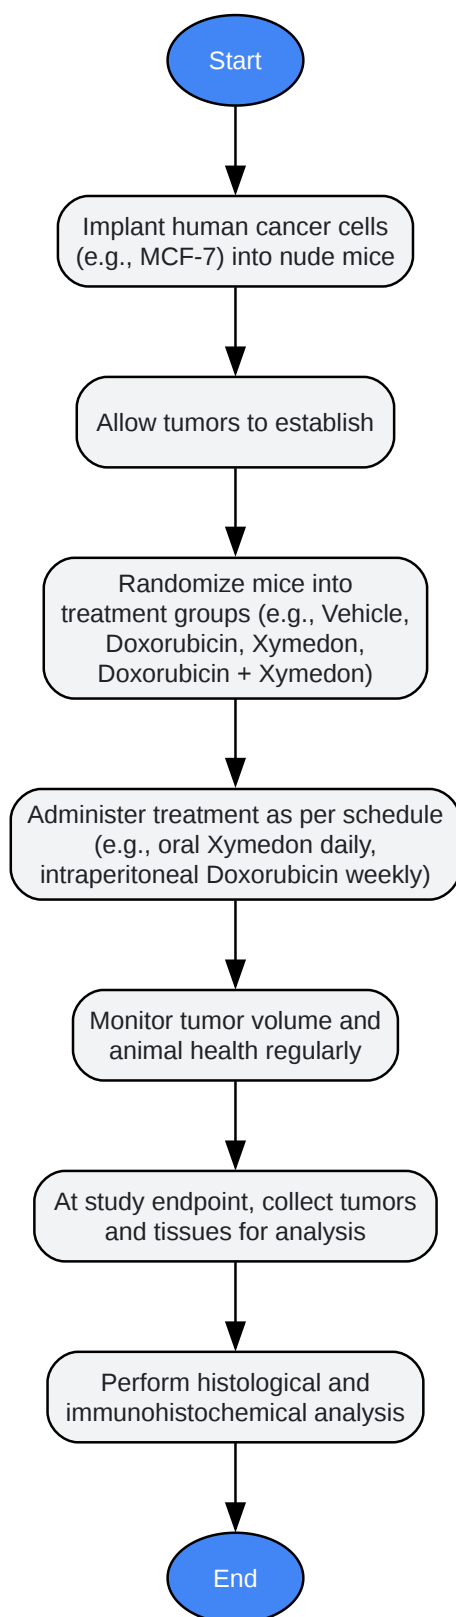 Start
Implant human cancer cells
(e.g., MCF-7) into nude mice
Allow tumors to establish
Randomize mice into
treatment groups (e.g., Vehicle,
Doxorubicin, Xymedon,
Doxorubicin + Xymedon)
Administer treatment as per schedule
(e.g., oral Xymedon daily,
intraperitoneal Doxorubicin weekly)
Monitor tumor volume and
animal health regularly
At study endpoint, collect tumors
and tissues for analysis
Perform histological and
immunohistochemical analysis
End